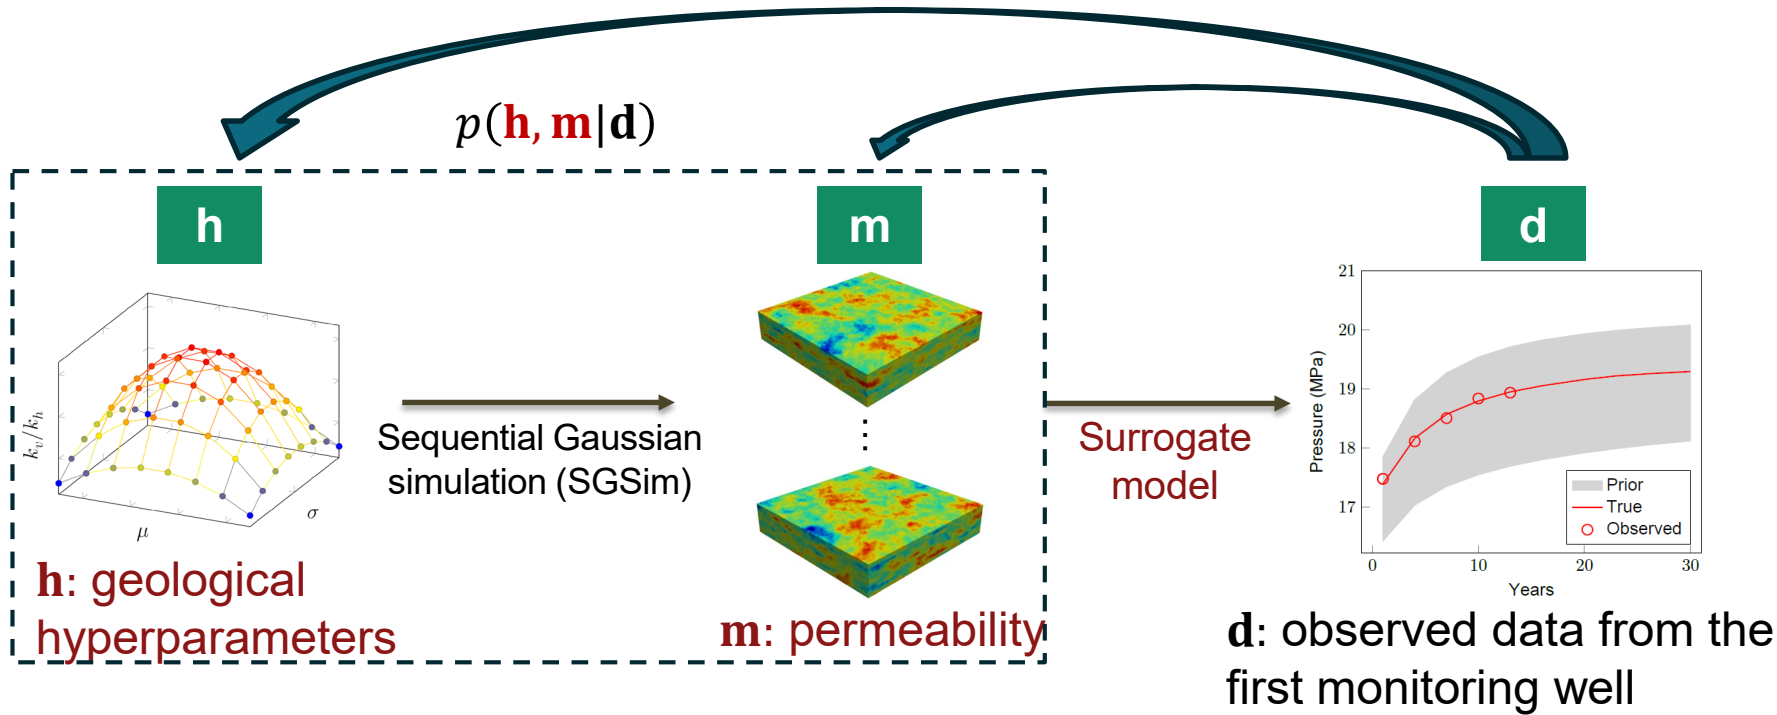 p(h, m|d)
h
m
d
k_v/k_h
μ
σ
Sequential Gaussian
simulation (SGSim)
⋮
Surrogate
model
21
20
19
18
17
Pressure (MPa)
Prior
True
Observed
0
10
20
30
Years
h: geological
hyperparameters
m: permeability
d: observed data from the
first monitoring well